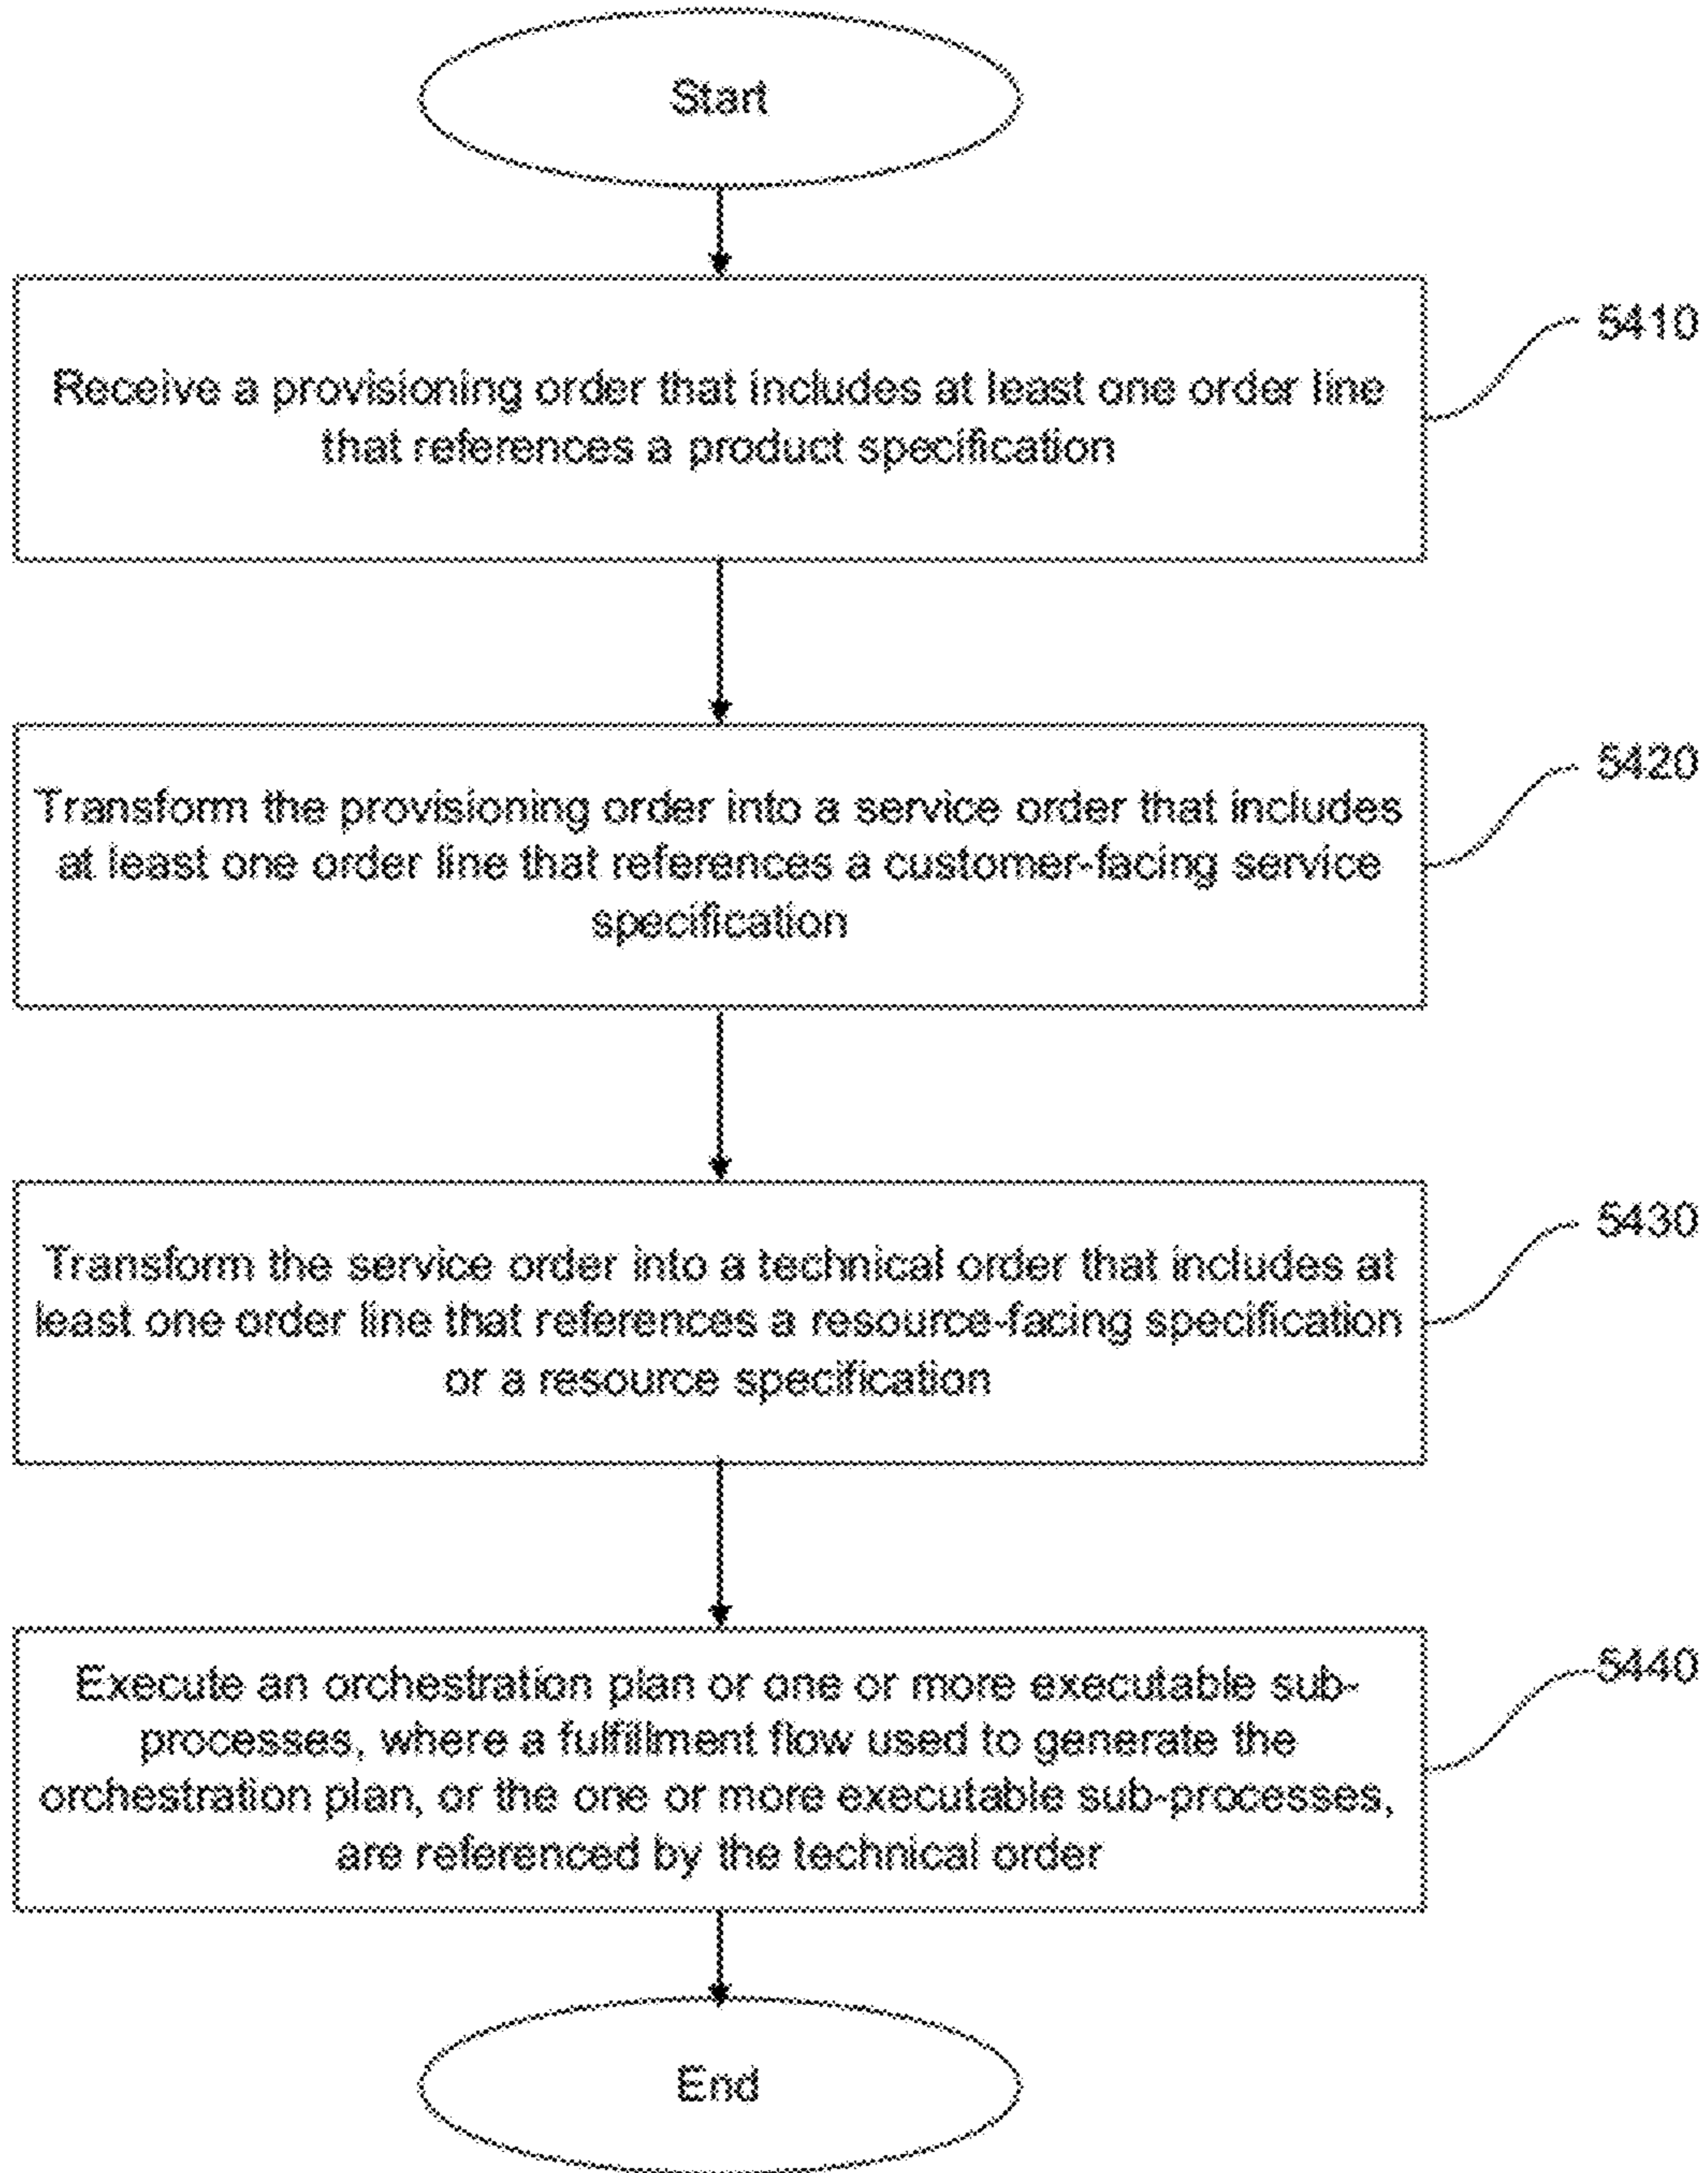 Start
5410
Receive a provisioning order that includes at least one order line
that references a product specification
5420
Transform the provisioning order into a service order that includes
at least one order line that references a customer-facing service
specification
5430
Transform the service order into a technical order that includes at
least one order line that references a resource-facing specification
or a resource specification
5440
Execute an orchestration plan or one or more executable sub-
processes, where a fulfillment flow used to generate the
orchestration plan, or the one or more executable sub-processes,
are referenced by the technical order
End